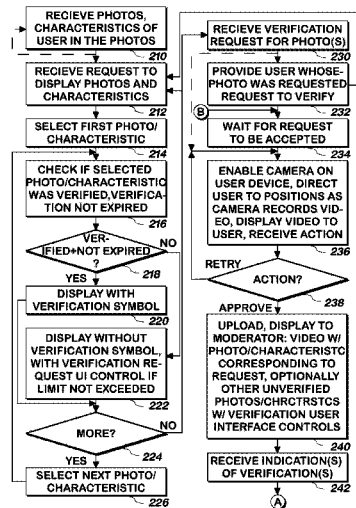 RECIEVE PHOTOS,
CHARACTERISTICS OF
USER IN THE PHOTOS
210
RECIEVE REQUEST TO
DISPLAY PHOTOS AND
CHARACTERISTICS
212
SELECT FIRST PHOTO/
CHARACTERISTIC
214
CHECK IF SELECTED
PHOTO/CHARACTERISTIC
WAS VERIFIED,VERIFICA-
TION NOT EXPIRED
216
VER-
IFIED+NOT EXPIRED
?
218
NO
YES
DISPLAY WITH
VERIFICATION SYMBOL
220
DISPLAY WITHOUT
VERIFICATION SYMBOL,
WITH VERIFICATION RE-
QUEST UI CONTROL IF
LIMIT NOT EXCEEDED
222
MORE?
NO
224
YES
SELECT NEXT PHOTO/
CHARACTERISTIC
226
RECIEVE VERIFICATION
REQUEST FOR PHOTO(S)
230
PROVIDE USER WHOSE-
PHOTO WAS REQUESTED
REQUEST TO VERIFY
232
B
WAIT FOR REQUEST
TO BE ACCEPTED
234
ENABLE CAMERA ON
USER DEVICE, DIRECT
USER TO POSITIONS AS
CAMERA RECORDS VID-
EO, DISPLAY VIDEO TO
USER, RECEIVE ACTION
236
RETRY
ACTION?
238
APPROVE
UPLOAD, DISPLAY TO
MODERATOR: VIDEO W/
PHOTO/CHARACTERISTC
CORRESPONDING TO
REQUEST, OPTIONALLY
OTHER UNVERIFIED
PHOTOS/CHRCTRSTCS
W/ VERIFICATION USER
INTERFACE CONTROLS
240
RECEIVE INDICATION(S)
OF VERIFICATION(S)
242
A